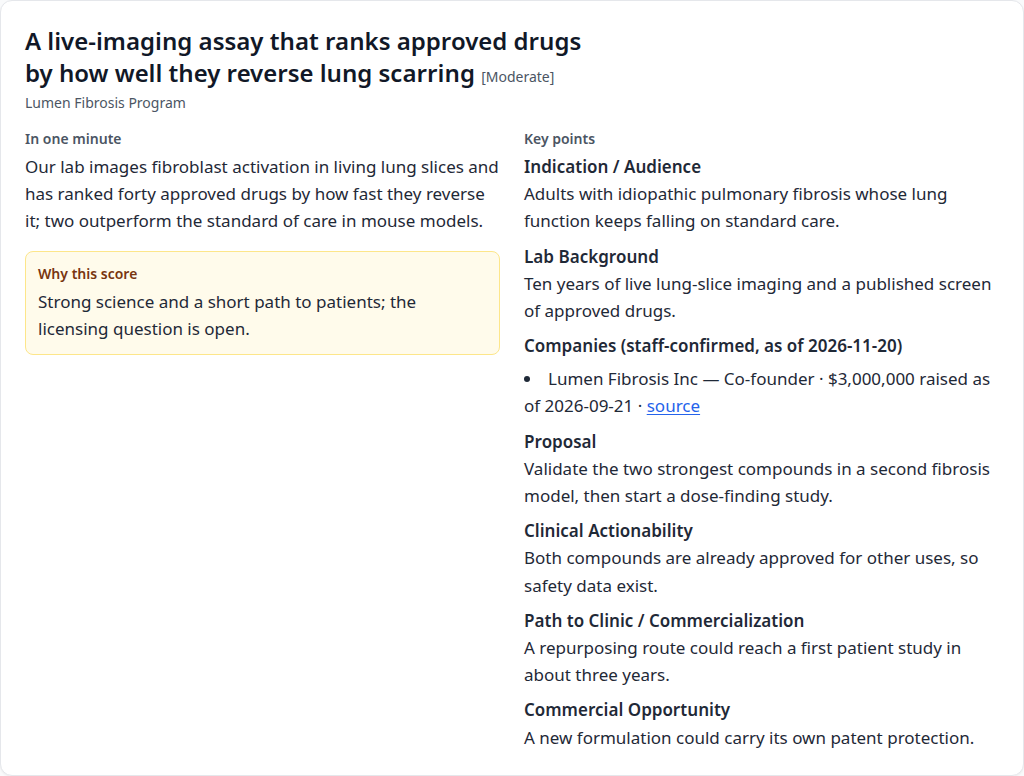 A live-imaging assay that ranks approved drugs
by how well they reverse lung scarring [Moderate]
Lumen Fibrosis Program
In one minute
Our lab images fibroblast activation in living lung slices and
has ranked forty approved drugs by how fast they reverse
it; two outperform the standard of care in mouse models.
Why this score
Strong science and a short path to patients; the
licensing question is open.
Key points
Indication / Audience
Adults with idiopathic pulmonary fibrosis whose lung
function keeps falling on standard care.
Lab Background
Ten years of live lung-slice imaging and a published screen
of approved drugs.
Companies (staff-confirmed, as of 2026-11-20)
• Lumen Fibrosis Inc — Co-founder · $3,000,000 raised as
of 2026-09-21 · source
Proposal
Validate the two strongest compounds in a second fibrosis
model, then start a dose-finding study.
Clinical Actionability
Both compounds are already approved for other uses, so
safety data exist.
Path to Clinic / Commercialization
A repurposing route could reach a first patient study in
about three years.
Commercial Opportunity
A new formulation could carry its own patent protection.